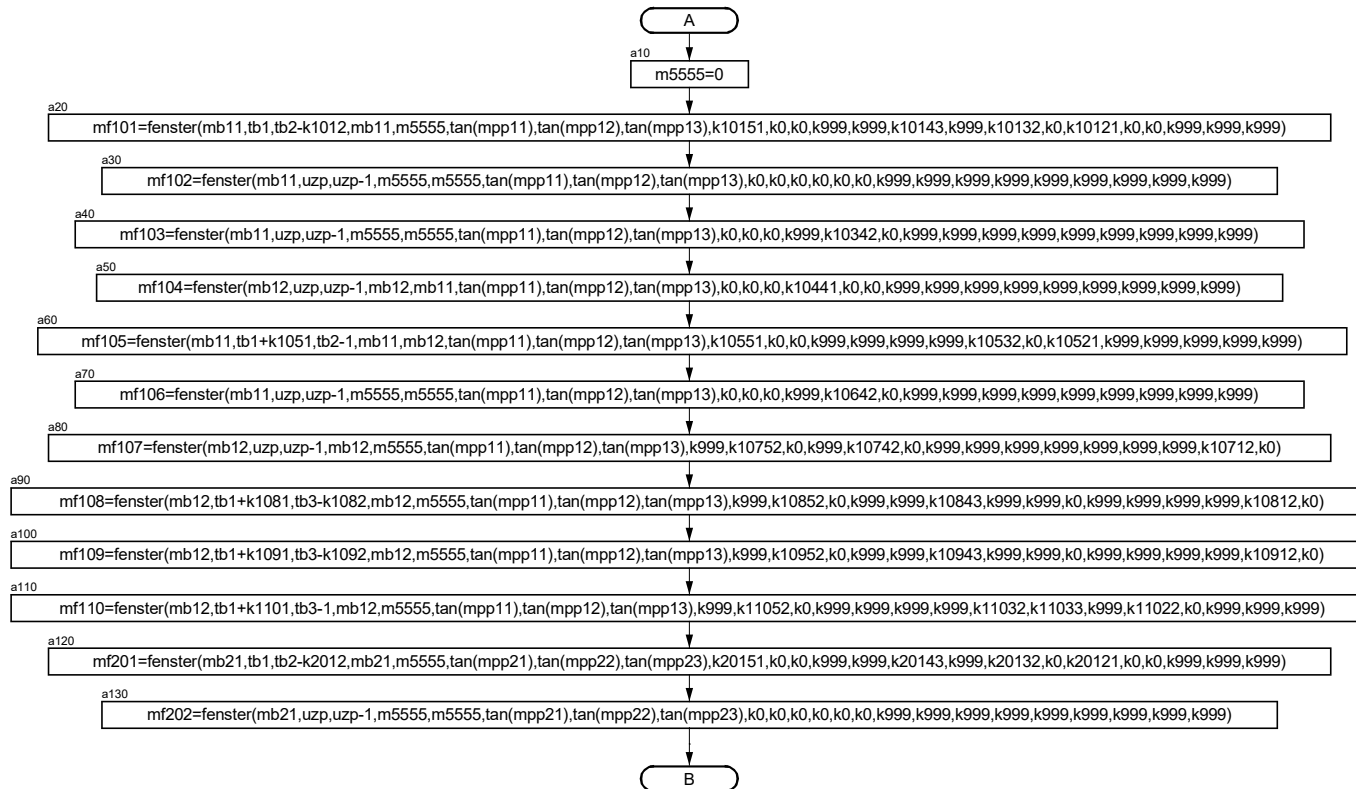 A
a10
m5555=0
a20
mf101=fenster(mb11,tb1,tb2-k1012,mb11,m5555,tan(mpp11),tan(mpp12),tan(mpp13),k10151,k0,k0,k999,k999,k10143,k999,k10132,k0,k10121,k0,k0,k999,k999,k999)
a30
mf102=fenster(mb11,uzp,uzp-1,m5555,m5555,tan(mpp11),tan(mpp12),tan(mpp13),k0,k0,k0,k0,k0,k0,k999,k999,k999,k999,k999,k999,k999,k999,k999)
a40
mf103=fenster(mb11,uzp,uzp-1,m5555,m5555,tan(mpp11),tan(mpp12),tan(mpp13),k0,k0,k0,k999,k10342,k0,k999,k999,k999,k999,k999,k999,k999,k999,k999)
a50
mf104=fenster(mb12,uzp,uzp-1,mb12,mb11,tan(mpp11),tan(mpp12),tan(mpp13),k0,k0,k0,k10441,k0,k0,k999,k999,k999,k999,k999,k999,k999,k999,k999)
a60
mf105=fenster(mb11,tb1+k1051,tb2-1,mb11,mb12,tan(mpp11),tan(mpp12),tan(mpp13),k10551,k0,k0,k999,k999,k999,k999,k10532,k0,k10521,k999,k999,k999,k999,k999)
a70
mf106=fenster(mb11,uzp,uzp-1,m5555,m5555,tan(mpp11),tan(mpp12),tan(mpp13),k0,k0,k0,k999,k10642,k0,k999,k999,k999,k999,k999,k999,k999,k999,k999)
a80
mf107=fenster(mb12,uzp,uzp-1,mb12,m5555,tan(mpp11),tan(mpp12),tan(mpp13),k999,k10752,k0,k999,k10742,k0,k999,k999,k999,k999,k999,k999,k999,k10712,k0)
a90
mf108=fenster(mb12,tb1+k1081,tb3-k1082,mb12,m5555,tan(mpp11),tan(mpp12),tan(mpp13),k999,k10852,k0,k999,k999,k10843,k999,k999,k0,k999,k999,k999,k999,k10812,k0)
a100
mf109=fenster(mb12,tb1+k1091,tb3-k1092,mb12,m5555,tan(mpp11),tan(mpp12),tan(mpp13),k999,k10952,k0,k999,k999,k10943,k999,k999,k0,k999,k999,k999,k999,k10912,k0)
a110
mf110=fenster(mb12,tb1+k1101,tb3-1,mb12,m5555,tan(mpp11),tan(mpp12),tan(mpp13),k999,k11052,k0,k999,k999,k999,k999,k11032,k11033,k999,k11022,k0,k999,k999,k999)
a120
mf201=fenster(mb21,tb1,tb2-k2012,mb21,m5555,tan(mpp21),tan(mpp22),tan(mpp23),k20151,k0,k0,k999,k999,k20143,k999,k20132,k0,k20121,k0,k0,k999,k999,k999)
a130
mf202=fenster(mb21,uzp,uzp-1,m5555,m5555,tan(mpp21),tan(mpp22),tan(mpp23),k0,k0,k0,k0,k0,k0,k999,k999,k999,k999,k999,k999,k999,k999,k999)
B